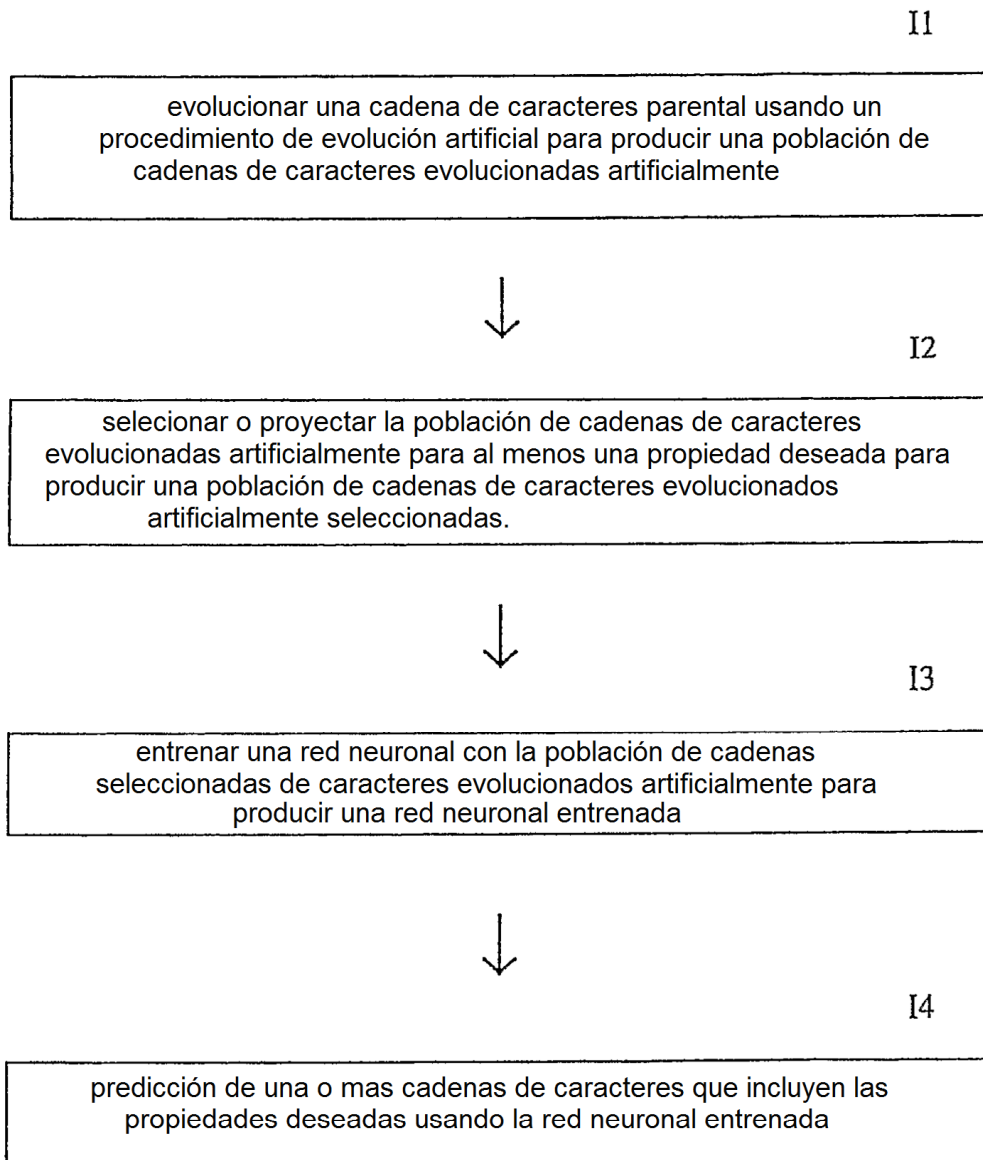 I1
evolucionar una cadena de caracteres parental usando un
procedimiento de evolución artificial para producir una población de
cadenas de caracteres evolucionadas artificialmente
I2
selecionar o proyectar la población de cadenas de caracteres
evolucionadas artificialmente para al menos una propiedad deseada para
producir una población de cadenas de caracteres evolucionados
artificialmente seleccionadas.
I3
entrenar una red neuronal con la población de cadenas
seleccionadas de caracteres evolucionados artificialmente para
producir una red neuronal entrenada
I4
predicción de una o mas cadenas de caracteres que incluyen las
propiedades deseadas usando la red neuronal entrenada